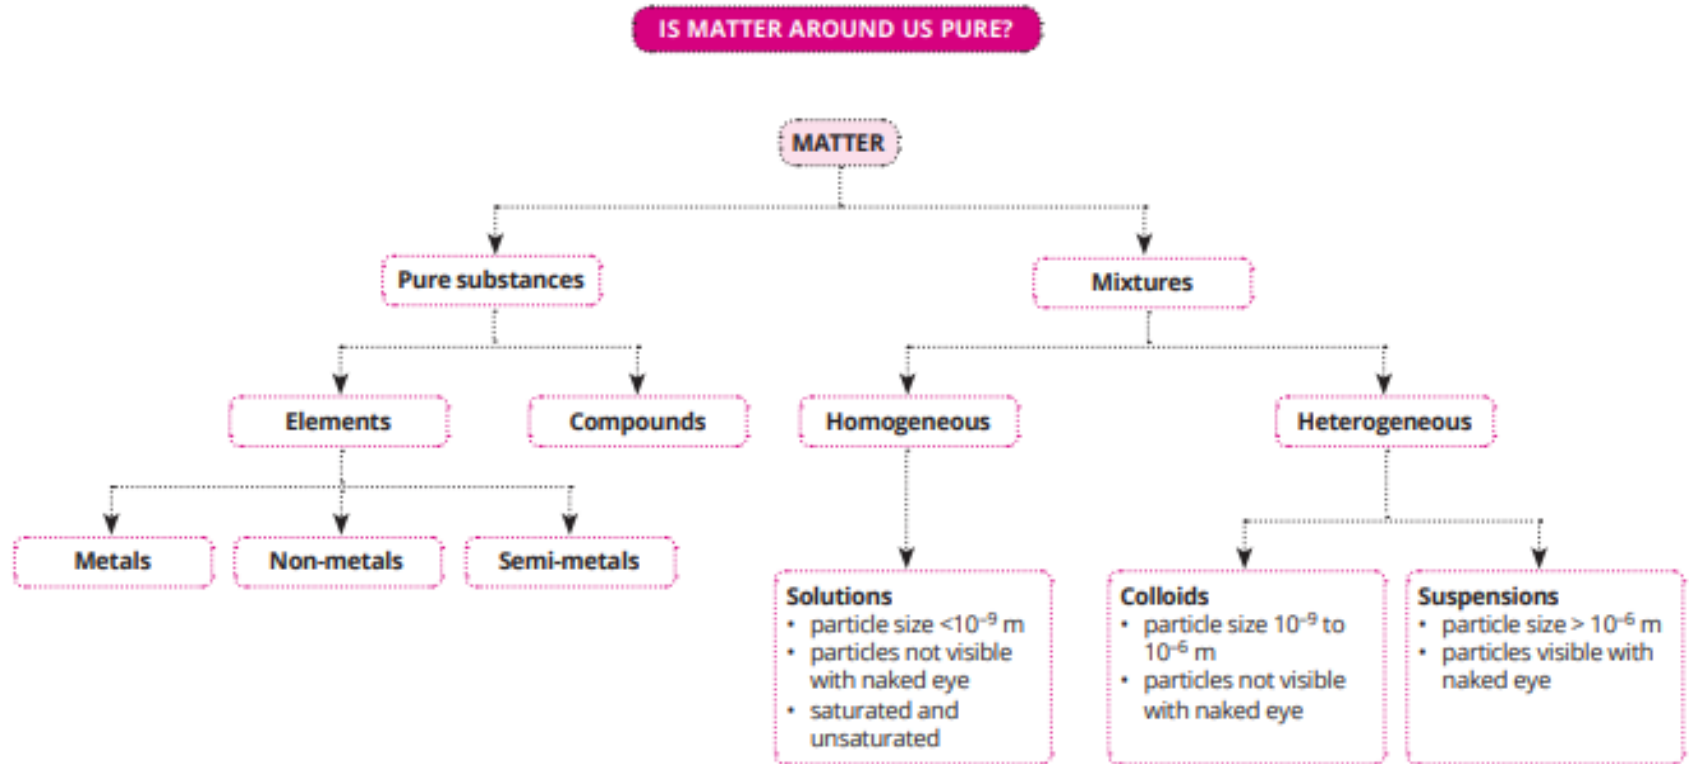 IS MATTER AROUND US PURE?
MATTER
Pure substances
Mixtures
Elements
Compounds
Homogeneous
Heterogeneous
Metals
Non-metals
Semi-metals
Solutions
• particle size <10⁻⁹ m
• particles not visible
with naked eye
• saturated and
unsaturated
Colloids
• particle size 10⁻⁹ to
10⁻⁶ m
• particles not visible
with naked eye
Suspensions
• particle size > 10⁻⁶ m
• particles visible with
naked eye